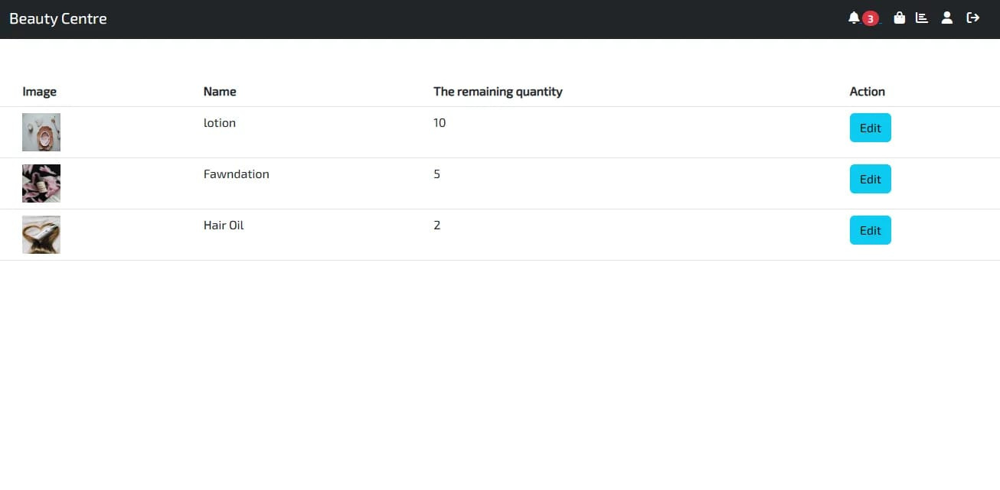 Beauty Centre 3
Image Name The remaining quantity Action
lotion 10 Edit
Fawndation 5 Edit
Hair Oil 2 Edit